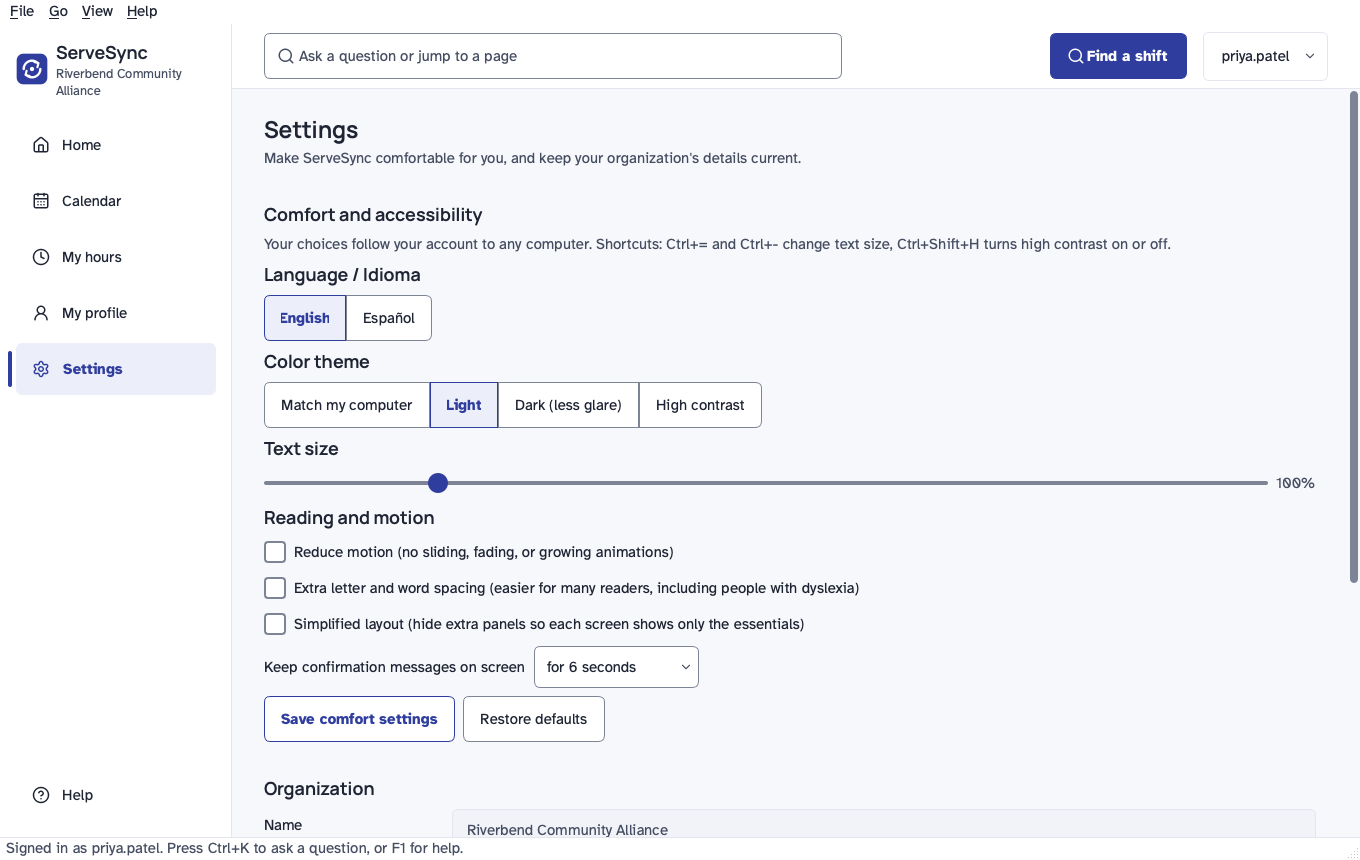 File Go View Help
ServeSync
Riverbend Community
Alliance
Ask a question or jump to a page
Find a shift
priya.patel
Home
Calendar
My hours
My profile
Settings
Help
Settings
Make ServeSync comfortable for you, and keep your organization's details current.
Comfort and accessibility
Your choices follow your account to any computer. Shortcuts: Ctrl+= and Ctrl+- change text size, Ctrl+Shift+H turns high contrast on or off.
Language / Idioma
English Español
Color theme
Match my computer Light Dark (less glare) High contrast
Text size
100%
Reading and motion
Reduce motion (no sliding, fading, or growing animations)
Extra letter and word spacing (easier for many readers, including people with dyslexia)
Simplified layout (hide extra panels so each screen shows only the essentials)
Keep confirmation messages on screen for 6 seconds
Save comfort settings Restore defaults
Organization
Name Riverbend Community Alliance
Signed in as priya.patel. Press Ctrl+K to ask a question, or F1 for help.